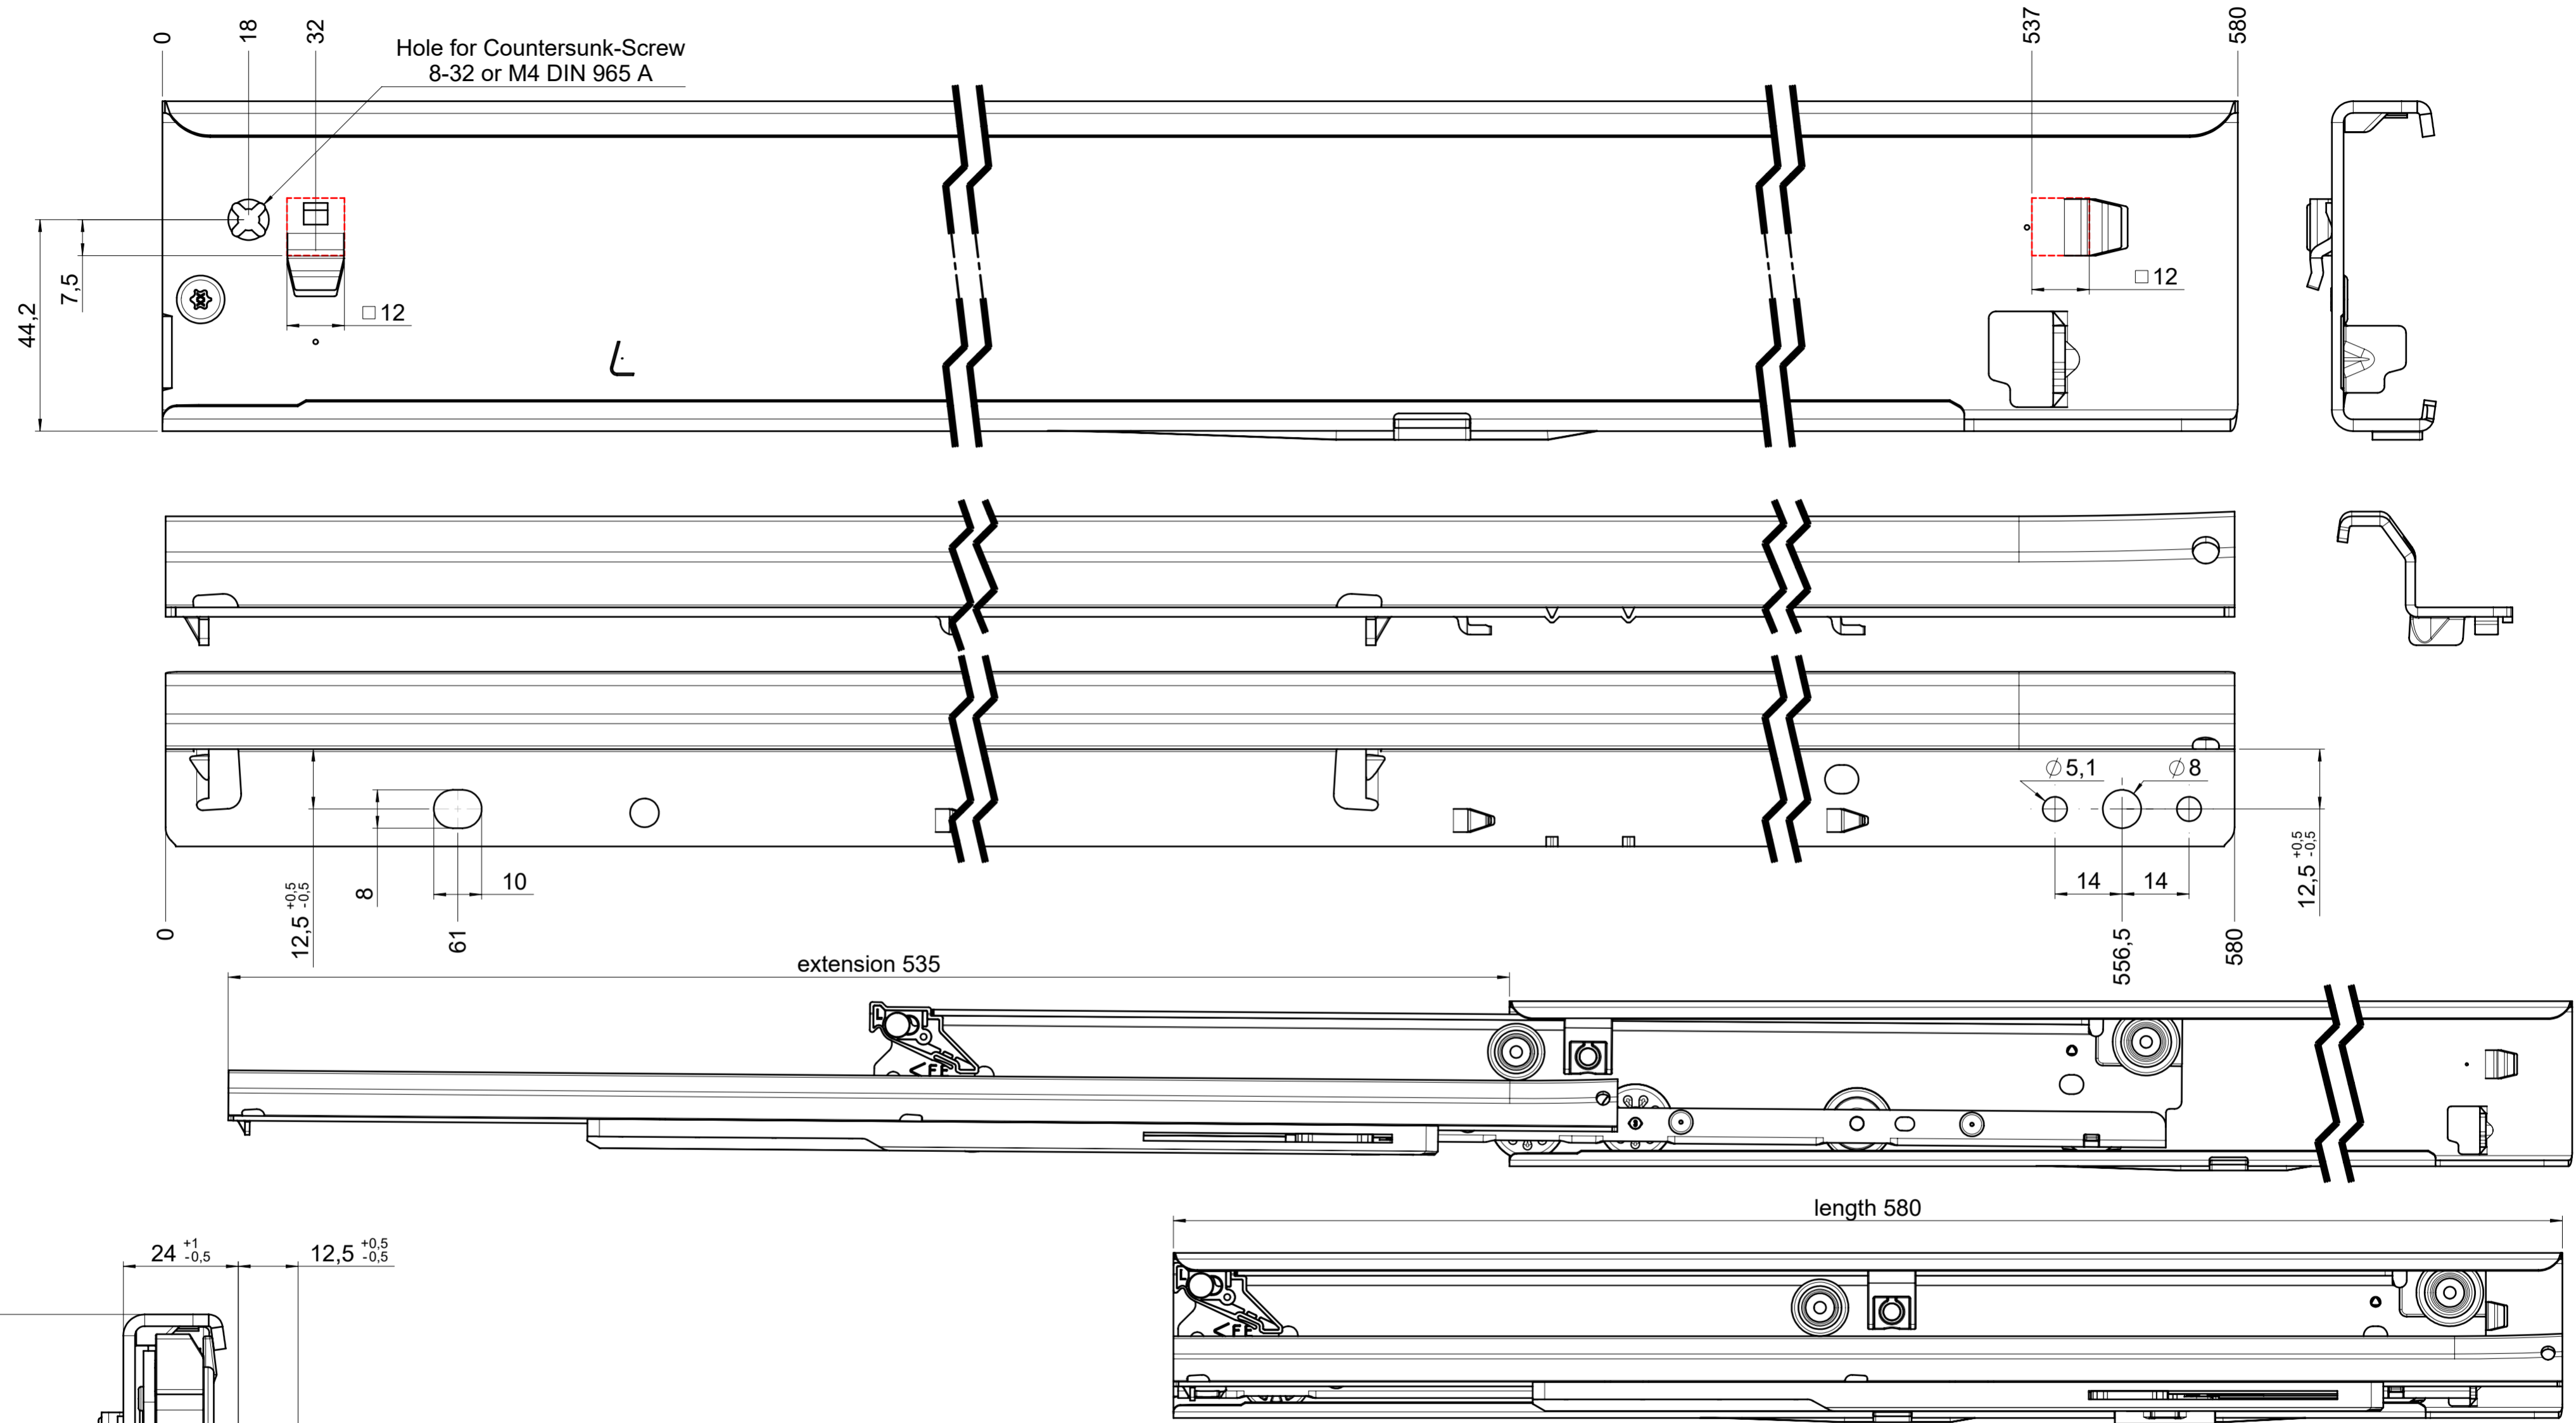 0
18
32
537
580
Hole for Countersunk-Screw
8-32 or M4 DIN 965 A
44,2
7,5
□12
□12
∅5,1
∅8
12,5 +0,5 -0,5
8
10
14
14
12,5 +0,5 -0,5
0
61
556,5
580
extension 535
L
<FE
length 580
24 +1 -0,5
12,5 +0,5 -0,5
L
<FE